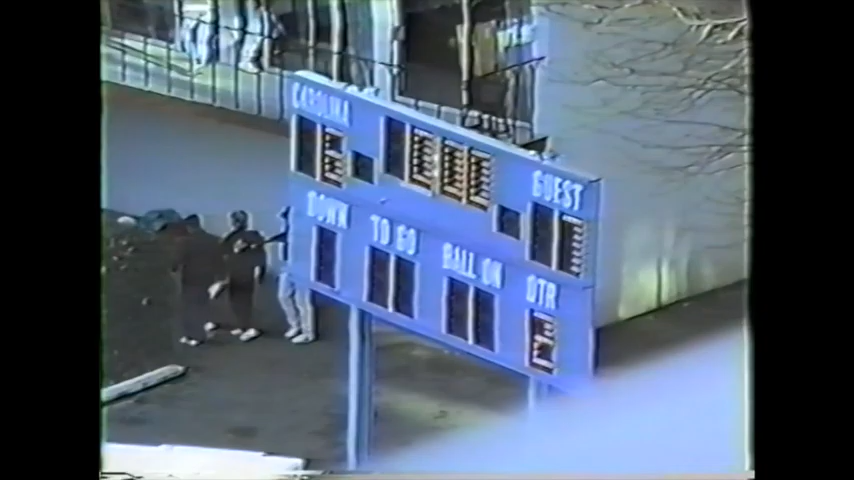 CAROLINA
GUEST
DOWN
TO GO
BALL ON
QTR